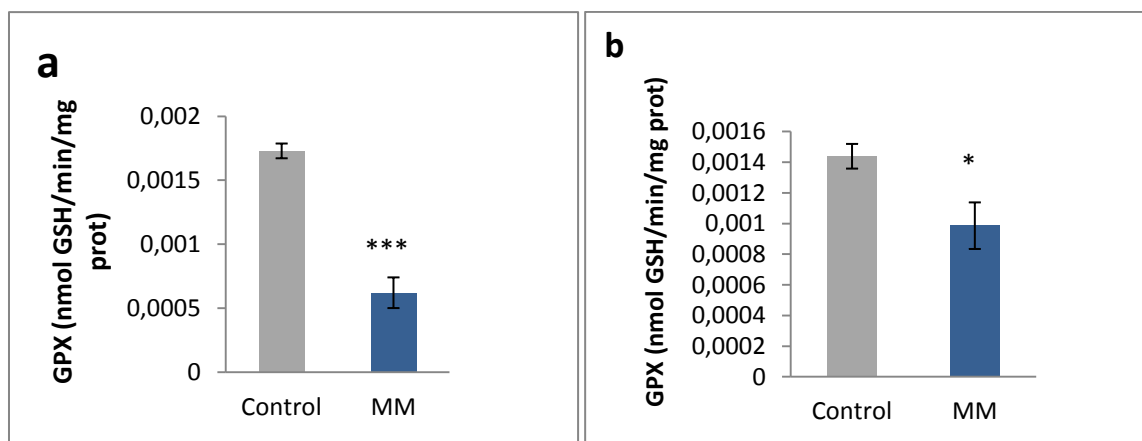 a
GPX (nmol GSH/min/mg
prot)
0,002
0,0015
0,001
0,0005
0
***
Control
MM
b
GPX (nmol GSH/min/mg prot)
0,0016
0,0014
0,0012
0,001
0,0008
0,0006
0,0004
0,0002
0
*
Control
MM